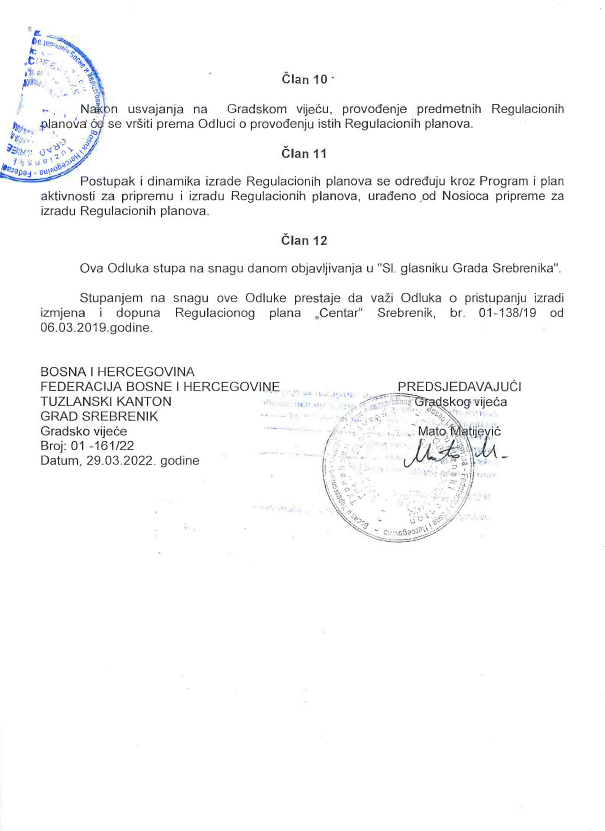 Član 10
Nakon usvajanja na Gradskom vijeću, provođenje predmetnih Regulacionih
planova će se vršiti prema Odluci o provođenju istih Regulacionih planova.
Član 11
Postupak i dinamika izrade Regulacionih planova se određuju kroz Program i plan
aktivnosti za pripremu i izradu Regulacionih planova, urađeno od Nosioca pripreme za
izradu Regulacionih planova.
Član 12
Ova Odluka stupa na snagu danom objavljivanja u "Sl. glasniku Grada Srebrenika".
Stupanjem na snagu ove Odluke prestaje da važi Odluka o pristupanju izradi
izmjena i dopuna Regulacionog plana „Centar“ Srebrenik, br. 01-138/19 od
06.03.2019.godine.
BOSNA I HERCEGOVINA
FEDERACIJA BOSNE I HERCEGOVINE
TUZLANSKI KANTON
GRAD SREBRENIK
Gradsko vijeće
Broj: 01 -161/22
Datum, 29.03.2022. godine
PREDSJEDAVAJUĆI
Gradskog vijeća
Mato Matijević